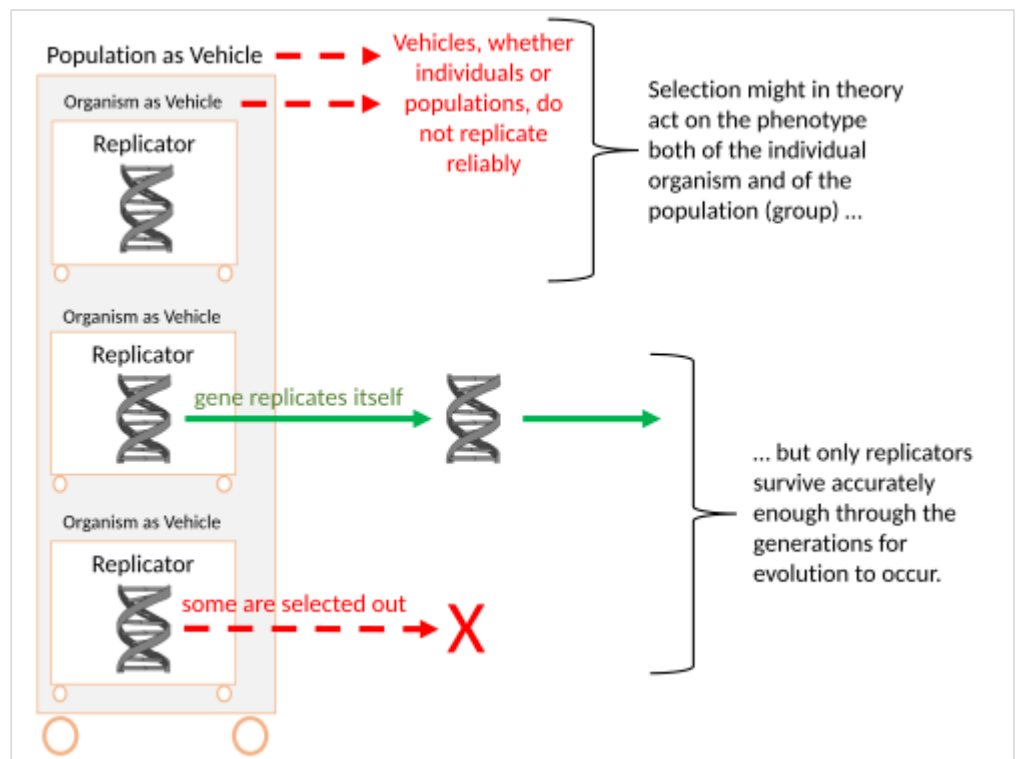 Population as Vehicle
Vehicles, whether
individuals or
populations, do
not replicate
reliably
Organism as Vehicle
Replicator
Selection might in theory
act on the phenotype
both of the individual
organism and of the
population (group) ...
Organism as Vehicle
Replicator
gene replicates itself
... but only replicators
survive accurately
enough through the
generations for
evolution to occur.
Organism as Vehicle
Replicator
some are selected out
X